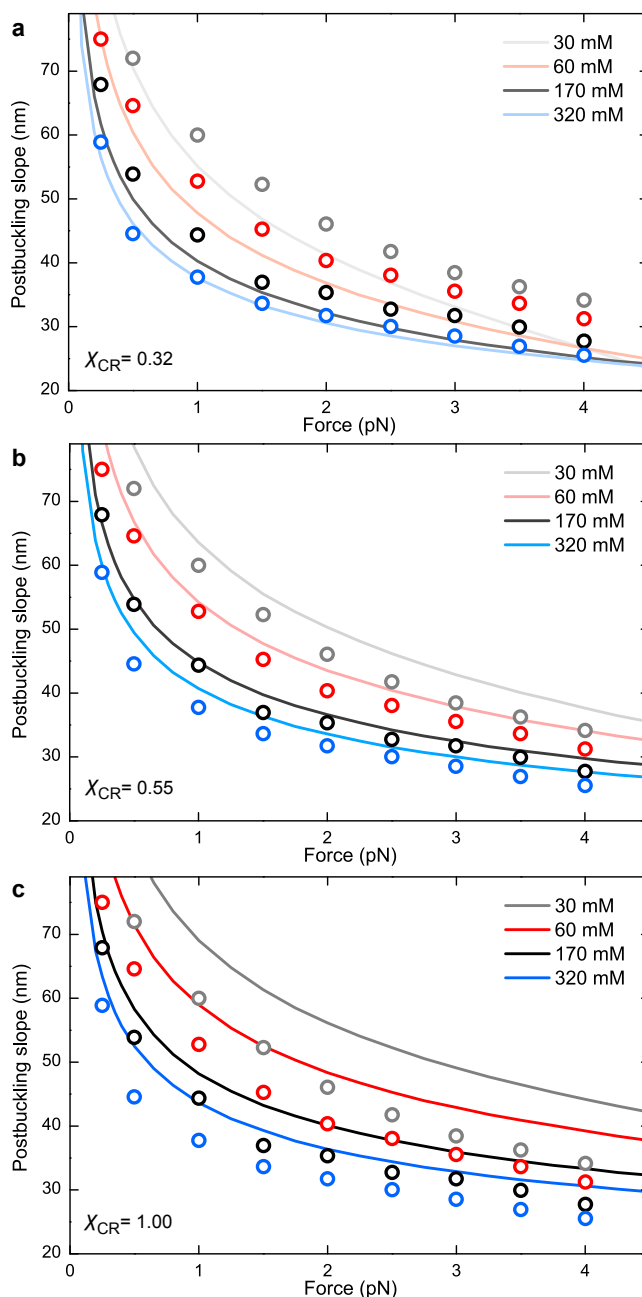 a
Postbuckling slope (nm)
70
60
50
40
30
20
30 mM
60 mM
170 mM
320 mM
χCR= 0.32
0 1 2 3 4
Force (pN)
b
Postbuckling slope (nm)
70
60
50
40
30
20
30 mM
60 mM
170 mM
320 mM
χCR= 0.55
0 1 2 3 4
Force (pN)
c
Postbuckling slope (nm)
70
60
50
40
30
20
30 mM
60 mM
170 mM
320 mM
χCR= 1.00
0 1 2 3 4
Force (pN)